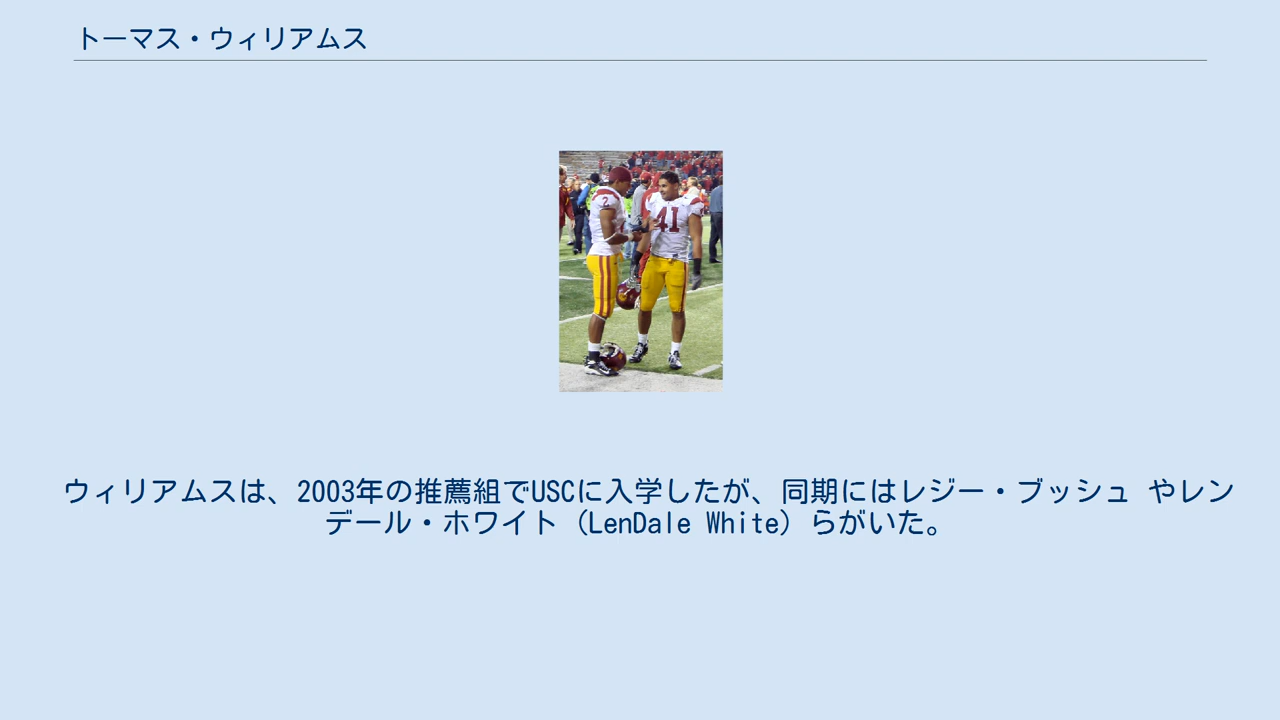 トーマス・ウィリアムス
2
41
ウィリアムスは、2003年の推薦組でUSCに入学したが、同期にはレジー・ブッシュ やレン
デール・ホワイト（LenDale White）らがいた。